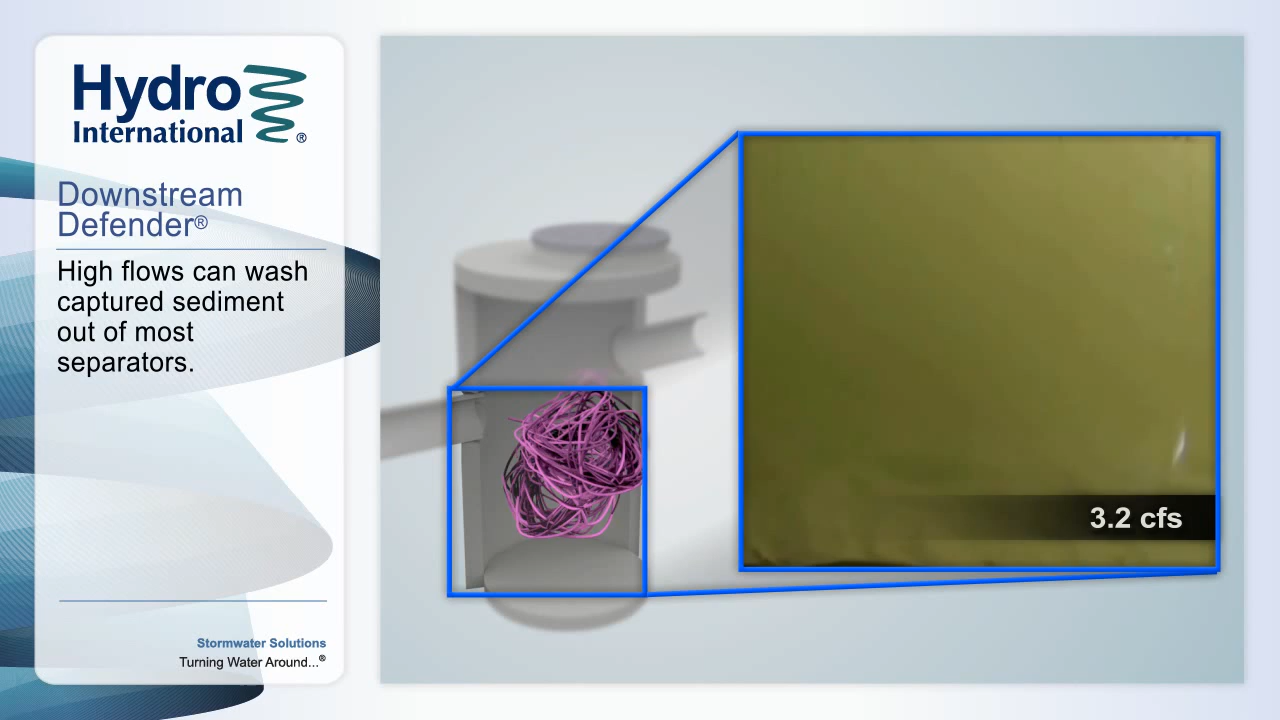 Hydro
International®
Downstream
Defender®
High flows can wash
captured sediment
out of most
separators.
3.2 cfs
Stormwater Solutions
Turning Water Around...®